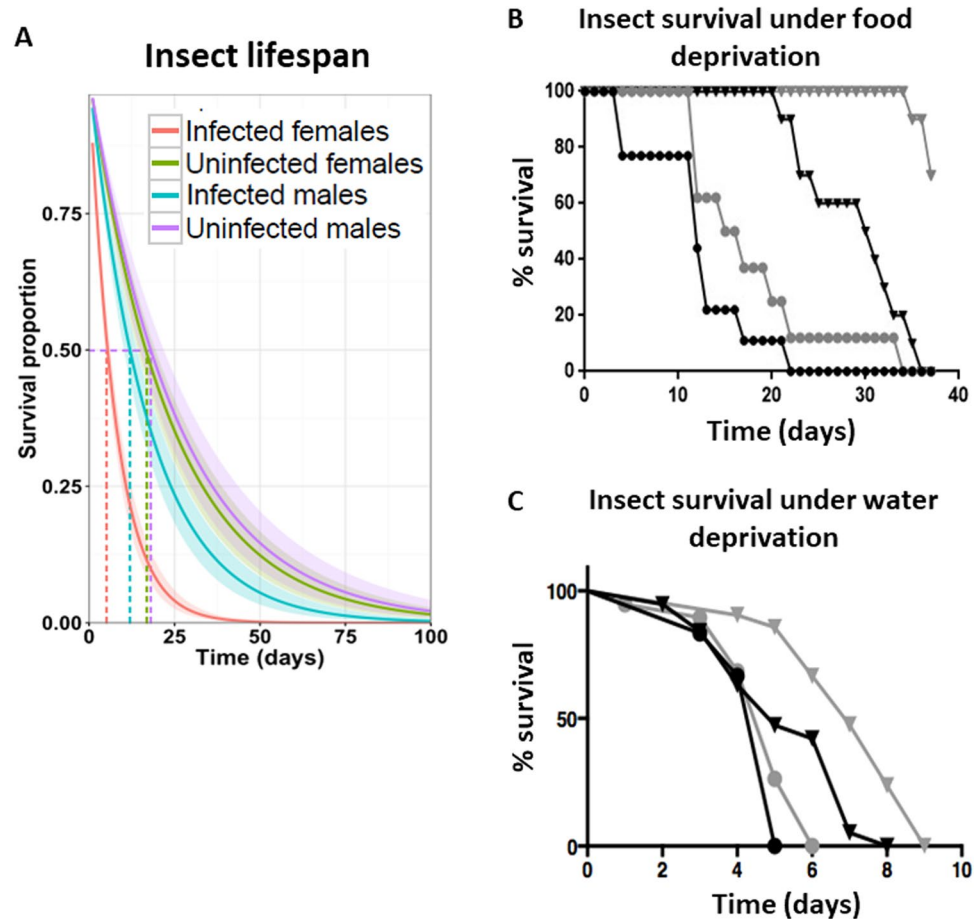 A
Insect lifespan
Infected females
Uninfected females
Infected males
Uninfected males
Survival proportion
0.75
0.50
0.25
0.00
0
25
50
75
100
Time (days)
B
Insect survival under food
deprivation
% survival
100
80
60
40
20
0
0
10
20
30
40
Time (days)
C
Insect survival under water
deprivation
% survival
100
50
0
0
2
4
6
8
10
Time (days)